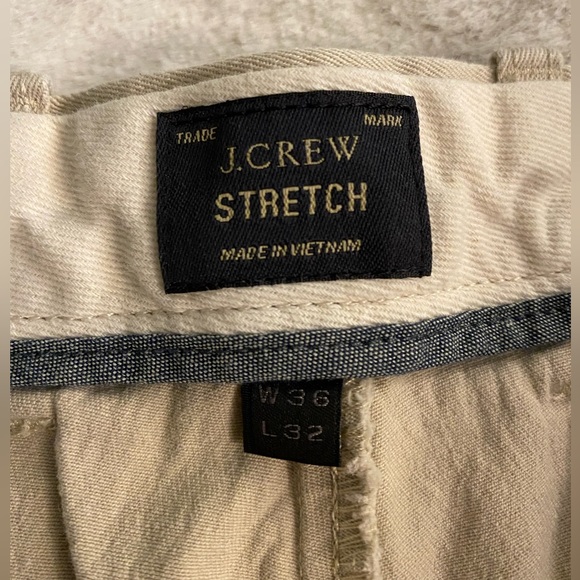 TRADE MARK
J.CREW
STRETCH
MADE IN VIETNAM
W36
L32